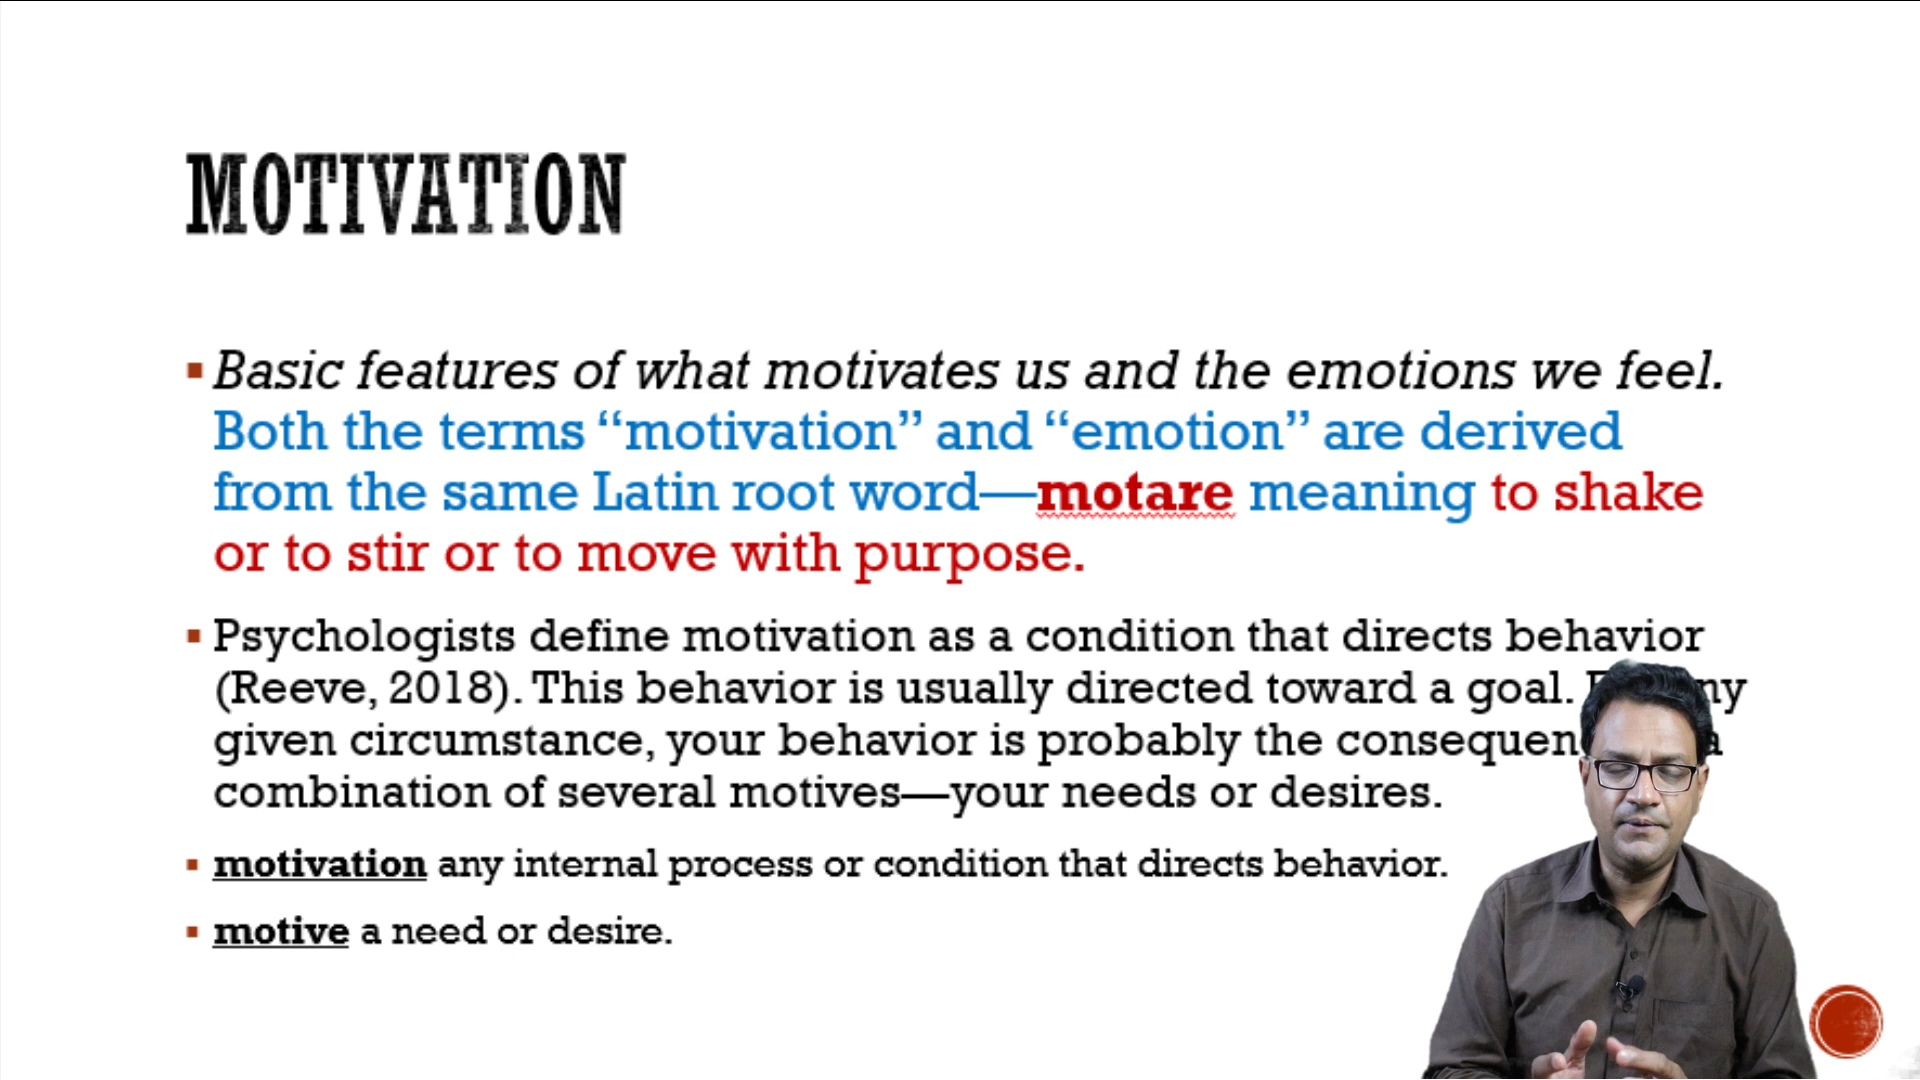 MOTIVATION
Basic features of what motivates us and the emotions we feel.
Both the terms “motivation” and “emotion” are derived
from the same Latin root word—motare meaning to shake
or to stir or to move with purpose.
Psychologists define motivation as a condition that directs behavior
(Reeve, 2018). This behavior is usually directed toward a goal.
given circumstance, your behavior is probably the a
combination of several motives—your needs or desires.
motivation any internal process or condition that directs behavior.
motive a need or desire.